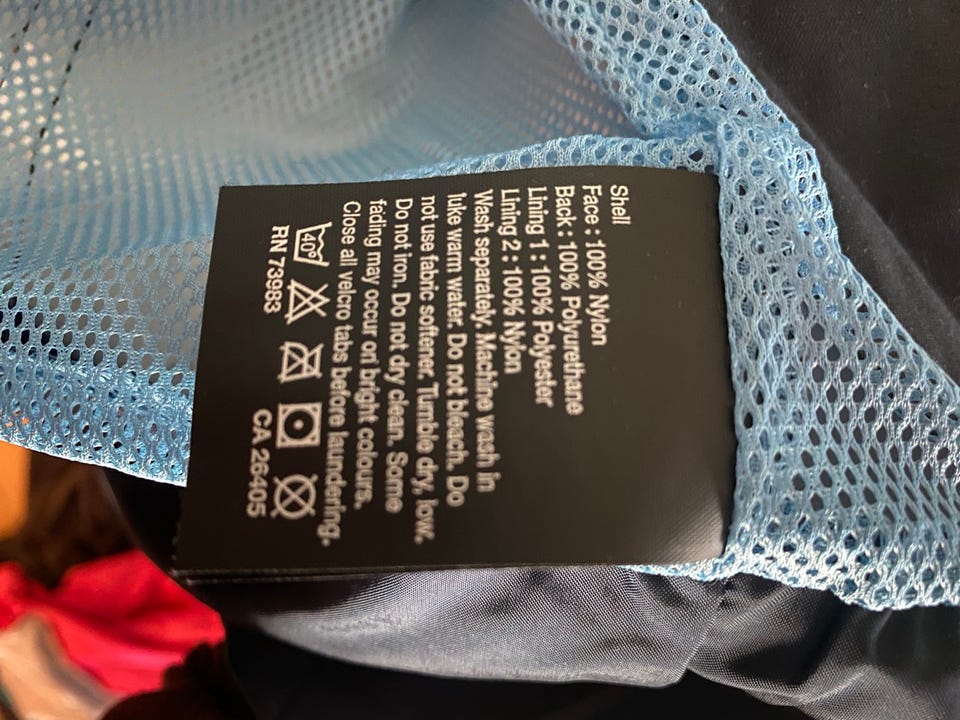 Shell
Face : 100% Nylon
Back : 100% Polyurethane
Lining 1 : 100% Polyester
Lining 2 : 100% Nylon
Wash separately. Machine wash in
luke warm water. Do not bleach. Do
not use fabric softener. Tumble dry, low.
Do not iron. Do not dry clean. Some
fading may occur ori bright colours.
Close all velcro tabs before laundering.
40°
RN 73983 CA 26405